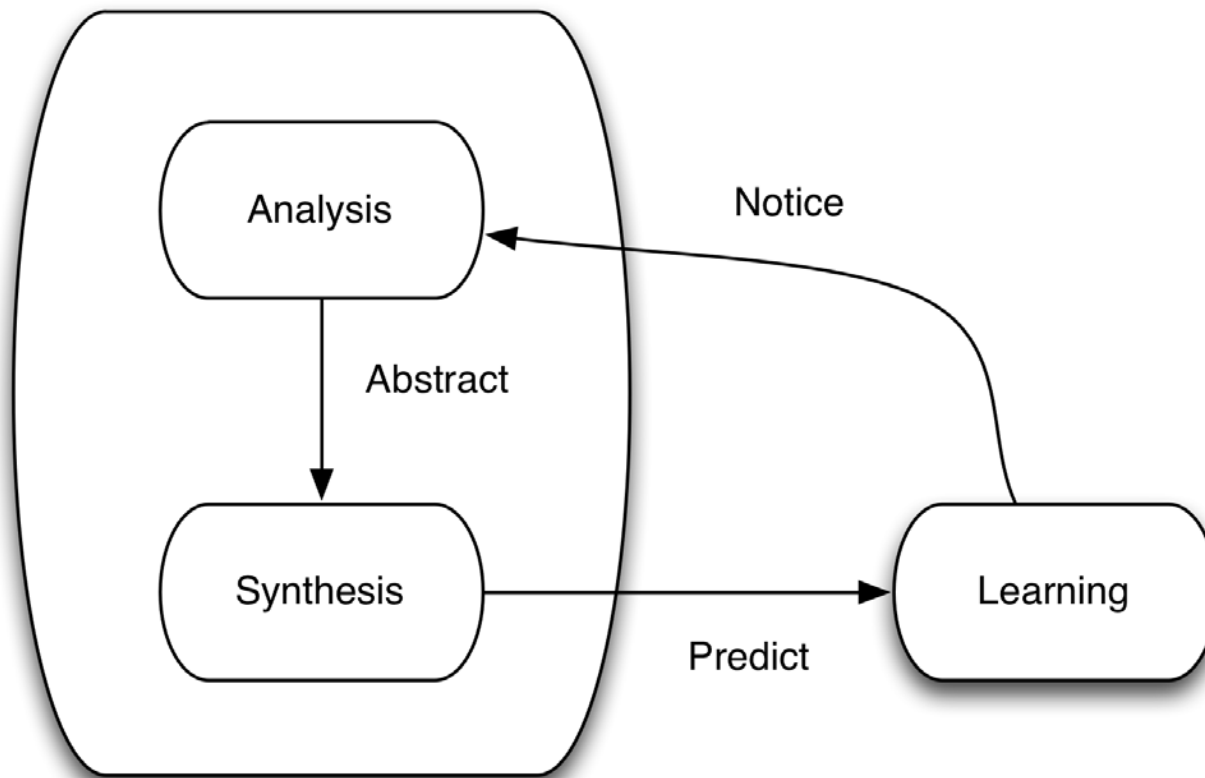 Analysis
Notice
Abstract
Synthesis
Learning
Predict